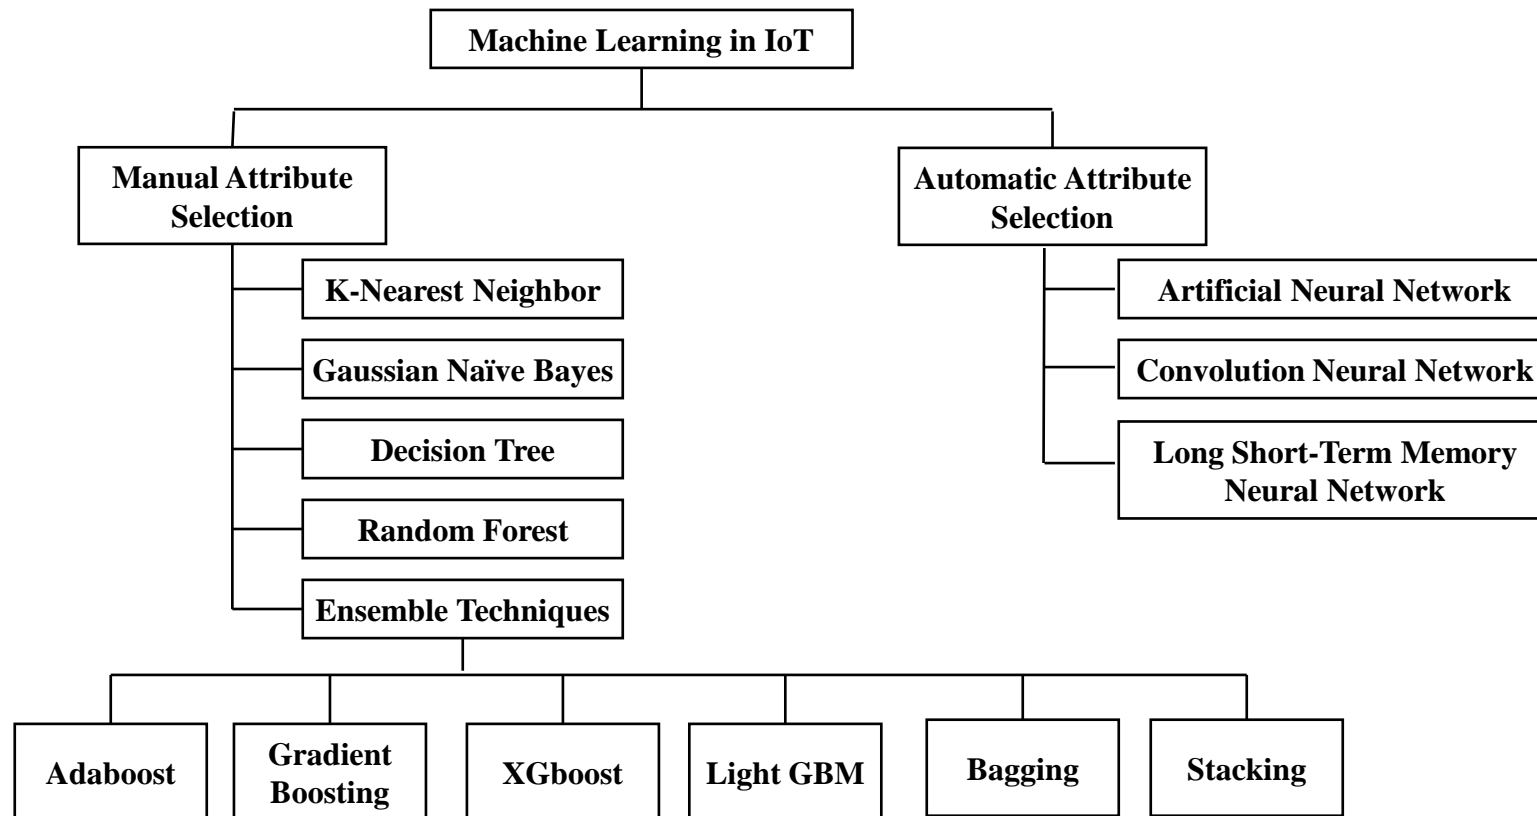 Machine Learning in IoT
Manual Attribute
Selection
Automatic Attribute
Selection
K-Nearest Neighbor
Gaussian Naïve Bayes
Decision Tree
Random Forest
Ensemble Techniques
Artificial Neural Network
Convolution Neural Network
Long Short-Term Memory
Neural Network
Adaboost
Gradient
Boosting
XGboost
Light GBM
Bagging
Stacking